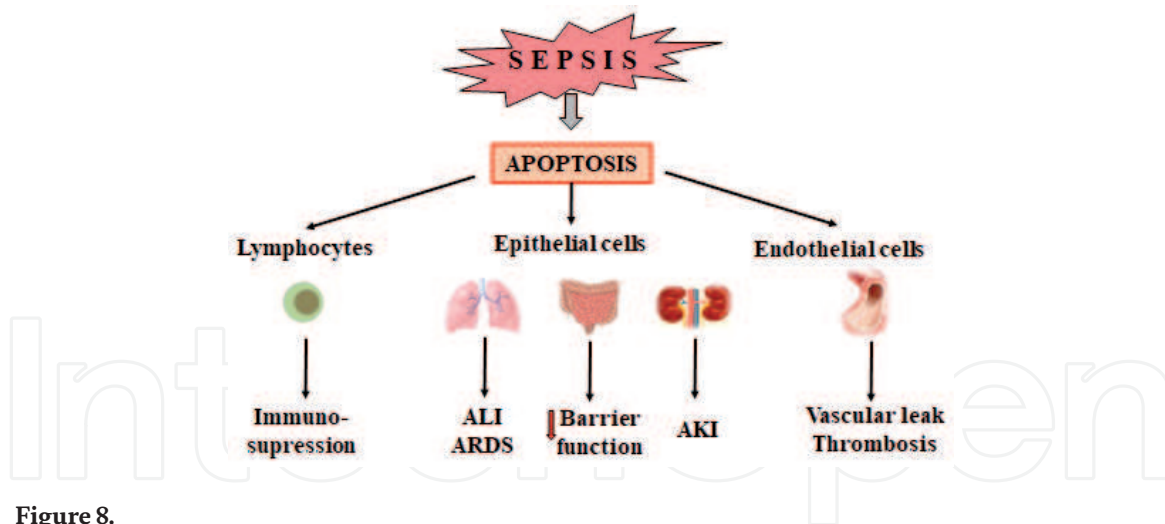 SEPSIS
APOPTOSIS
Lymphocytes
Epithelial cells
Endothelial cells
Immuno-
supression
ALI
ARDS
Barrier
function
AKI
Vascular leak
Thrombosis
IntechOpen
Figure 8.